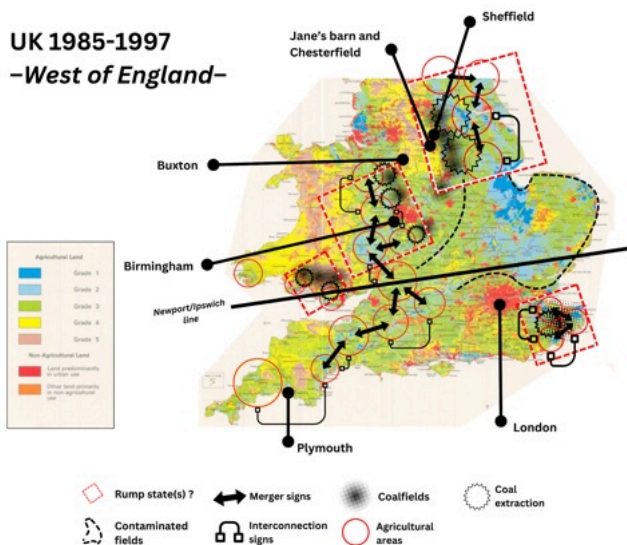 UK 1985-1997
–West of England–
Sheffield
Jane's barn and
Chesterfield
Buxton
Birmingham
Newport/Ipswich
line
Agricultural Land
Grade 1
Grade 2
Grade 3
Grade 4
Grade 5
Non-Agricultural Land
Land predominantly
in urban use
Other land primarily
in non-agricultural
use
London
Plymouth
Rump state(s) ?
Merger signs
Coalfields
Coal
extraction
Contaminated
fields
Interconnection
signs
Agricultural
areas